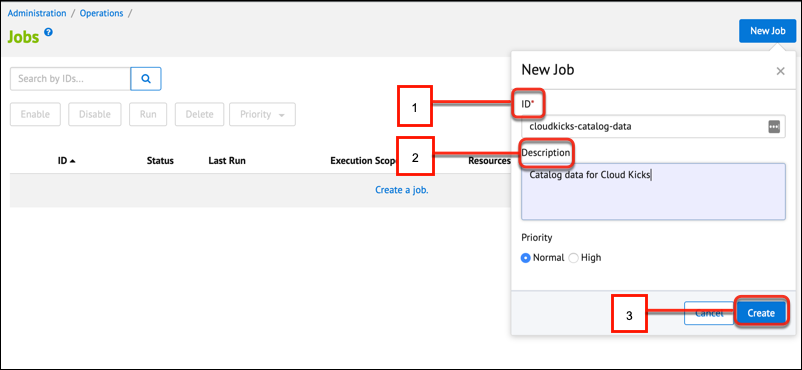 Administration / Operations /
Jobs ?
New Job
Search by IDs...
Enable Disable Run Delete Priority
ID Status Last Run Execution Scope Resources
Create a job.
New Job ×
1
ID*
cloudkicks-catalog-data
2
Description
Catalog data for Cloud Kicks
Priority
Normal High
3
Cancel Create